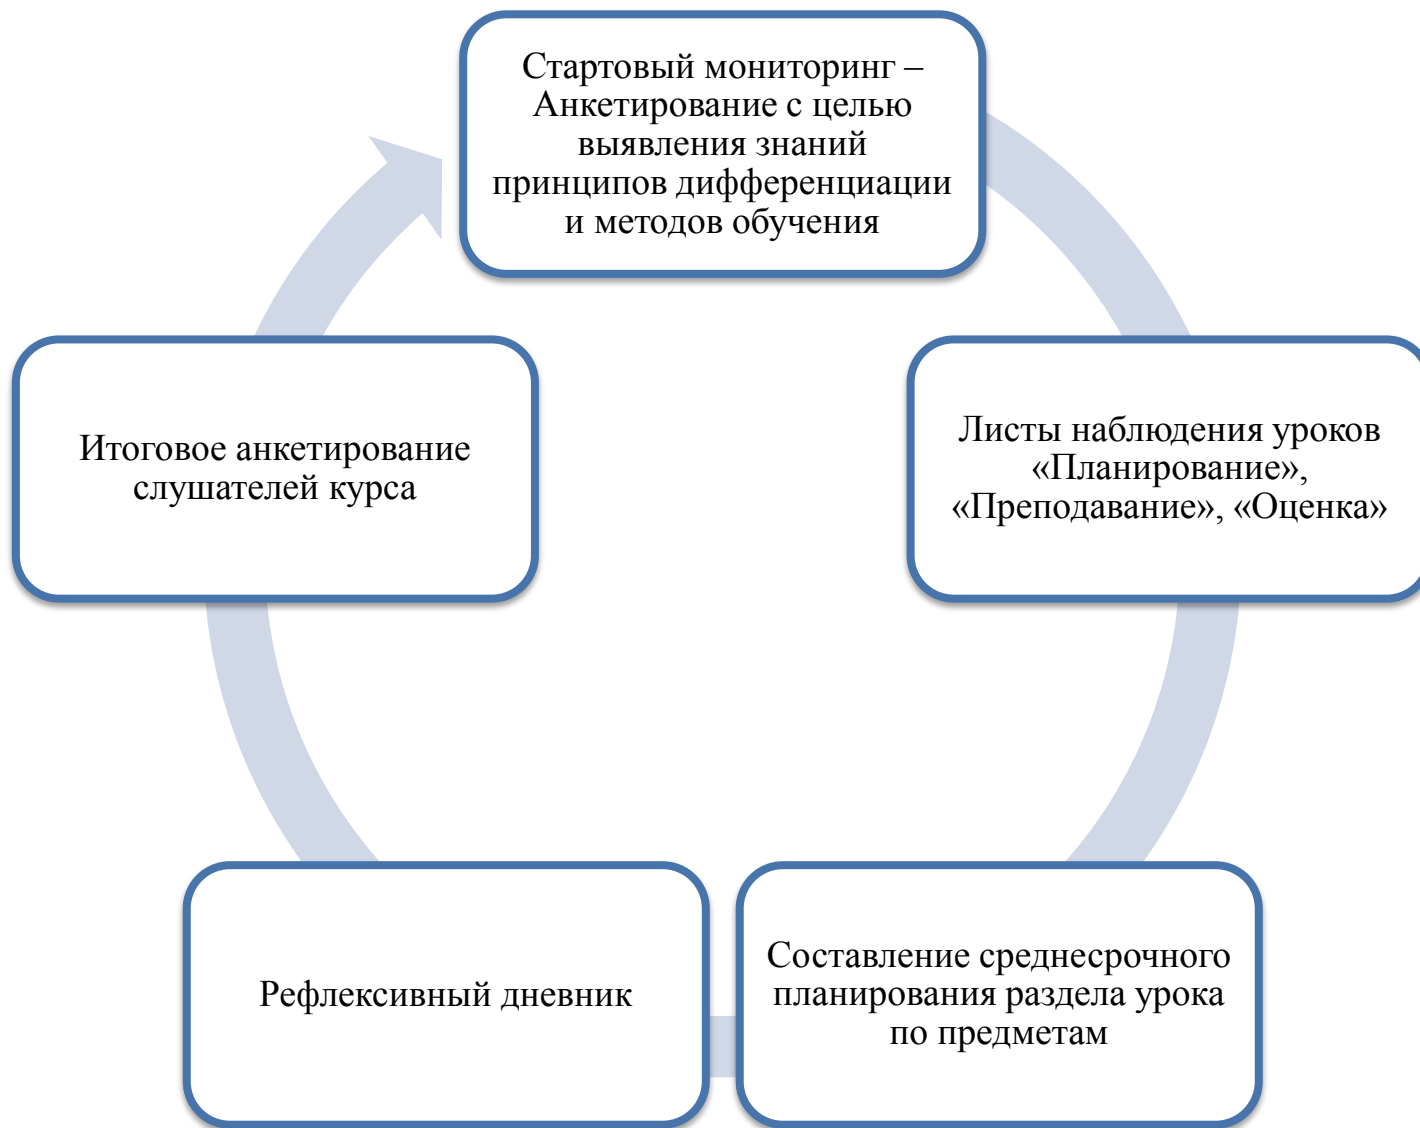 Стартовый мониторинг –
Анкетирование с целью
выявления знаний
принципов дифференциации
и методов обучения
Листы наблюдения уроков
«Планирование»,
«Преподавание», «Оценка»
Составление среднесрочного
планирования раздела урока
по предметам
Рефлексивный дневник
Итоговое анкетирование
слушателей курса